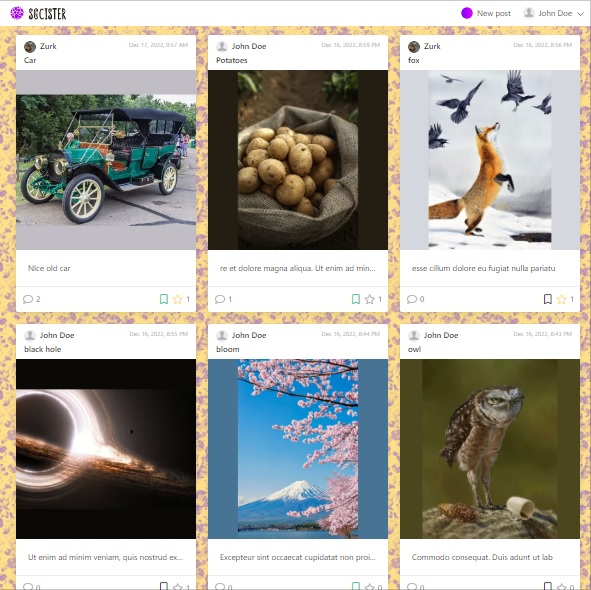 SGCISTER
New post
John Doe
Zurk
Dec 17, 2022, 9:57 AM
Car
Nice old car
2
1
John Doe
Dec 16, 2022, 8:59 PM
Potatoes
re et dolore magna aliqua. Ut enim ad min...
1
1
Zurk
Dec 16, 2022, 8:56 PM
fox
esse cillum dolore eu fugiat nulla pariatu
0
1
John Doe
Dec 16, 2022, 8:55 PM
black hole
Ut enim ad minim veniam, quis nostrud ex...
0
1
John Doe
Dec 16, 2022, 8:44 PM
bloom
Excepteur sint occaecat cupidatat non proi...
0
0
John Doe
Dec 16, 2022, 8:43 PM
owl
Commodo consequat. Duis adunt ut lab
0
0